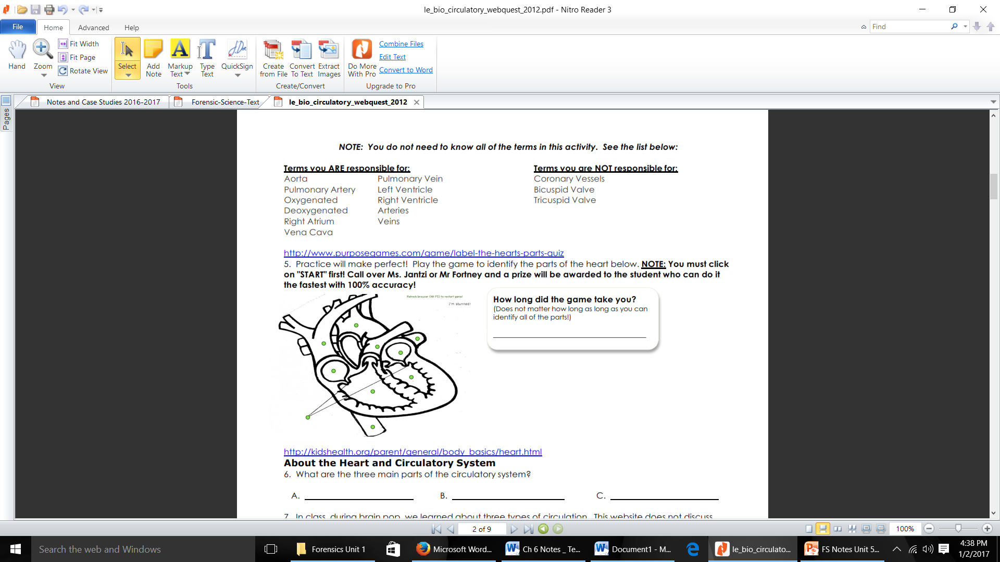 le_bio_circulatory_webquest_2012.pdf - Nitro Reader 3
File Home Advanced Help
Find
Hand
Zoom
Fit Width
Fit Page
Rotate View
View
Select
Add Note
Markup Text
Type Text
QuickSign
Tools
Create from File
Convert To Text
Extract Images
Create/Convert
Do More With Pro
Combine Files
Edit Text
Convert to Word
Upgrade to Pro
Notes and Case Studies 2016-2017 Forensic-Science-Text le_bio_circulatory_webquest_2012
Pages
NOTE: You do not need to know all of the terms in this activity. See the list below:
Terms you ARE responsible for: Terms you are NOT responsible for:
Aorta Pulmonary Vein Coronary Vessels
Pulmonary Artery Left Ventricle Bicuspid Valve
Oxygenated Right Ventricle Tricuspid Valve
Deoxygenated Arteries
Right Atrium Veins
Vena Cava
http://www.purposegames.com/game/label-the-hearts-parts-quiz
5. Practice will make perfect! Play the game to identify the parts of the heart below. NOTE: You must click
on "START" first! Call over Ms. Jantzi or Mr Fortney and a prize will be awarded to the student who can do it
the fastest with 100% accuracy!
Refresh browser (Hit F5) to restart game!
I'm stunned!
How long did the game take you?
(Does not matter how long as long as you can
identify all of the parts!)
http://kidshealth.org/parent/general/body_basics/heart.html
About the Heart and Circulatory System
6. What are the three main parts of the circulatory system?
A. B. C.
7. In class, during brain pop, we learned about three types of circulation. This website does not discuss
2 of 9
100%
Search the web and Windows
Forensics Unit 1
Microsoft Word...
Ch 6 Notes _ Te...
Document1 - M...
le_bio_circulato...
FS Notes Unit 5...
4:38 PM
1/2/2017